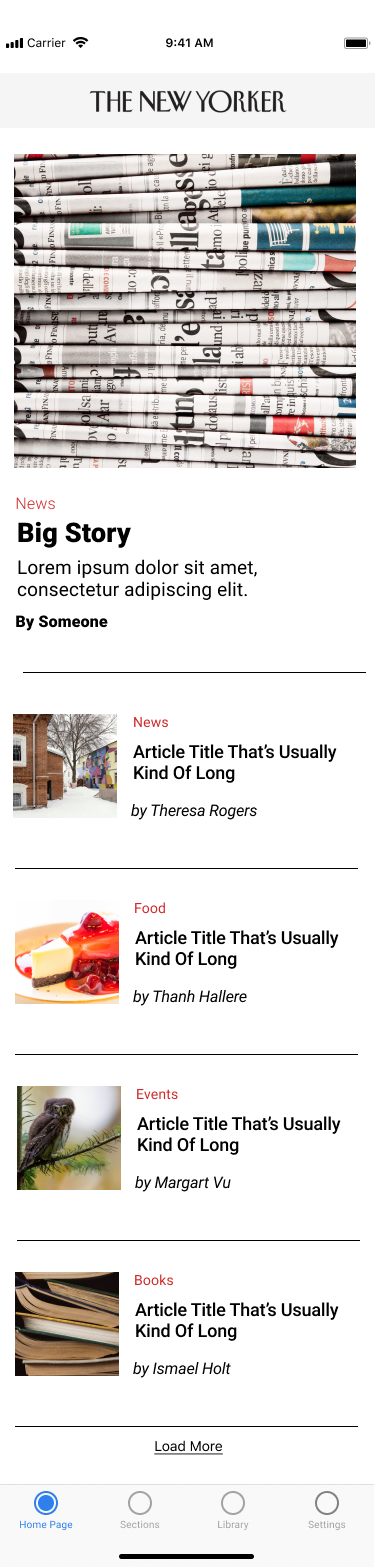 Carrier 9:41 AM
THE NEW YORKER
News
Big Story
Lorem ipsum dolor sit amet,
consectetur adipiscing elit.
By Someone
News
Article Title That's Usually
Kind Of Long
by Theresa Rogers
Food
Article Title That's Usually
Kind Of Long
by Thanh Hallere
Events
Article Title That's Usually
Kind Of Long
by Margart Vu
Books
Article Title That's Usually
Kind Of Long
by Ismael Holt
Load More
Home Page Sections Library Settings